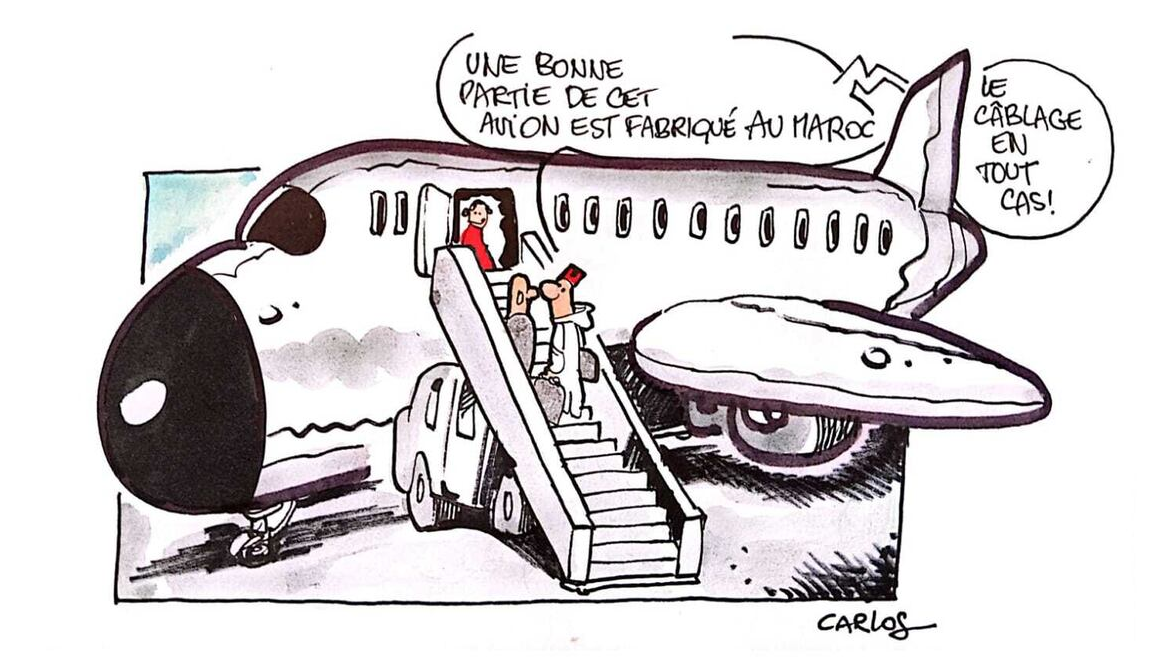 UNE BONNE
PARTIE DE CET
AVION EST FABRIQUÉ AU MAROC
LE
CÂBLAGE
EN
TOUT
CAS!
CARLOS